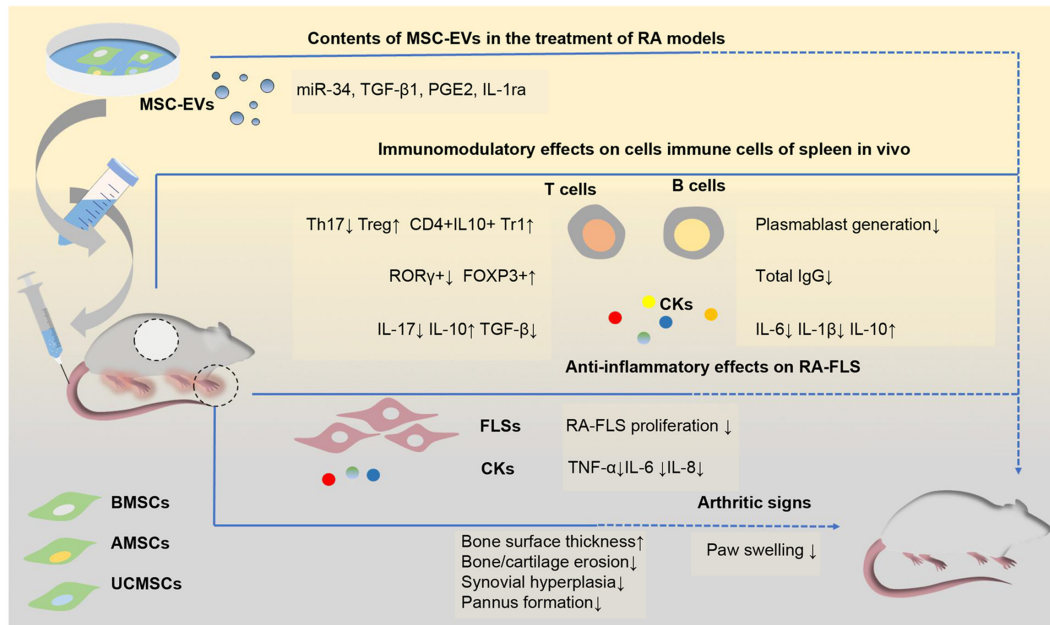 Contents of MSC-EVs in the treatment of RA models
MSC-EVs
miR-34, TGF-β1, PGE2, IL-1ra
Immunomodulatory effects on cells immune cells of spleen in vivo
T cells
B cells
Th17↓ Treg↑ CD4+IL10+ Tr1↑
Plasmablast generation↓
RORγ+↓ FOXP3+↑
Total IgG↓
CKs
IL-17↓ IL-10↑ TGF-β↓
IL-6↓ IL-1β↓ IL-10↑
Anti-inflammatory effects on RA-FLS
FLSs
RA-FLS proliferation ↓
CKs
TNF-α↓IL-6 ↓IL-8↓
Arthritic signs
Bone surface thickness↑
Bone/cartilage erosion↓
Synovial hyperplasia↓
Pannus formation↓
Paw swelling ↓
BMSCs
AMSCs
UCMSCs